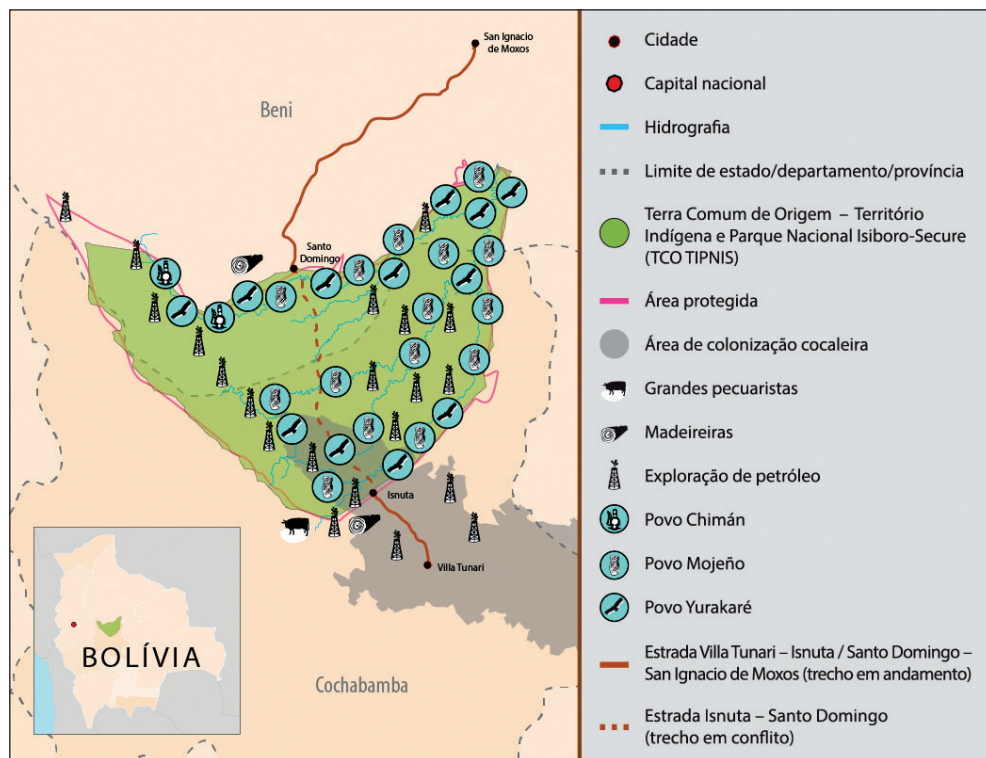 San Ignacio
de Moxos
Beni
Santo
Domingo
Isnuta
Villa Tunari
Cochabamba
BOLÍVIA
Cidade
Capital nacional
Hidrografia
Limite de estado/departamento/província
Terra Comum de Origem – Território
Indígena e Parque Nacional Isiboro-Secure
(TCO TIPNIS)
Área protegida
Área de colonização cocaleira
Grandes pecuaristas
Madeireiras
Exploração de petróleo
Povo Chimán
Povo Mojeño
Povo Yurakaré
Estrada Villa Tunari – Isnuta / Santo Domingo –
San Ignacio de Moxos (trecho em andamento)
Estrada Isnuta – Santo Domingo
(trecho em conflito)